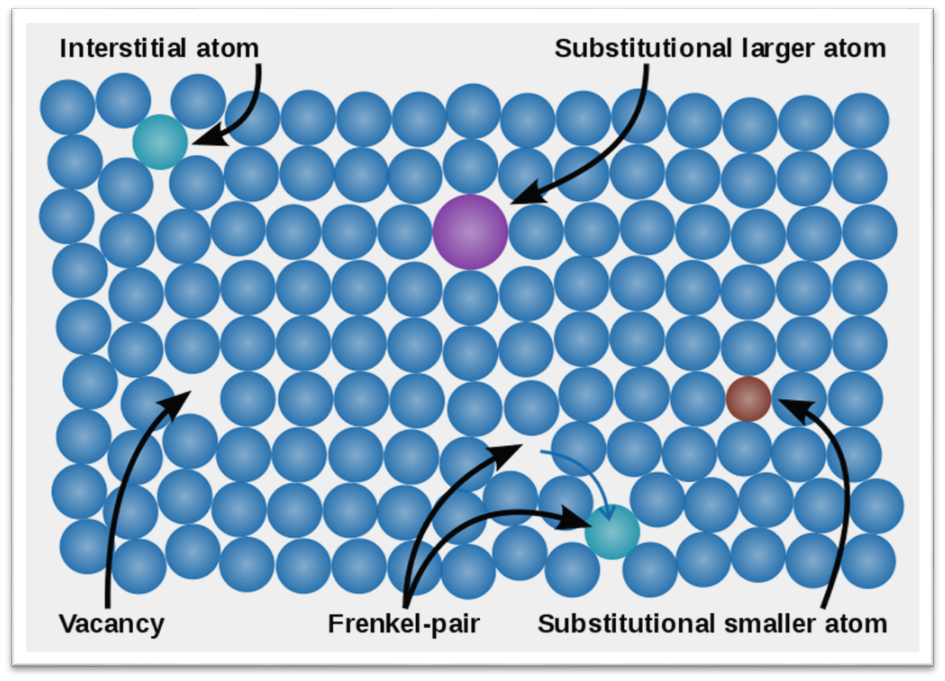 Interstitial atom
Substitutional larger atom
Vacancy
Frenkel-pair
Substitutional smaller atom